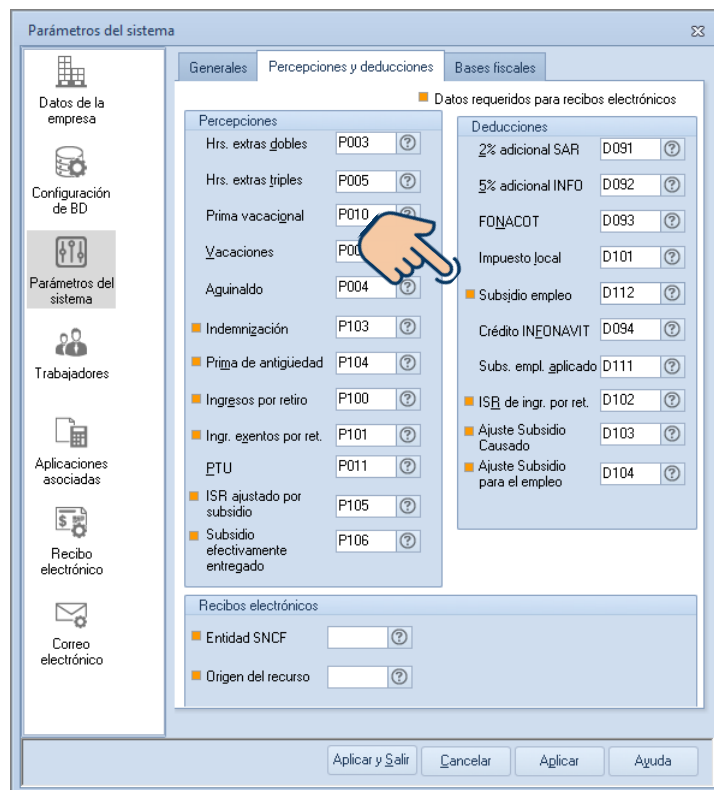 Parámetros del sistema
Datos de la
empresa
Configuración
de BD
Parámetros del
sistema
Trabajadores
Aplicaciones
asociadas
Recibo
electrónico
Correo
electrónico
Generales
Percepciones y deducciones
Bases fiscales
Datos requeridos para recibos electrónicos
Percepciones
Hrs. extras dobles P003
Hrs. extras triples P005
Prima vacacional P010
Vacaciones
Aguinaldo P004
Indemnización P103
Prima de antigüedad P104
Ingresos por retiro P100
Ingr. exentos por ret. P101
PTU P011
ISR ajustado por
subsidio P105
Subsidio
efectivamente
entregado P106
Deducciones
2% adicional SAR D091
5% adicional INFO D092
FONACOT D093
Impuesto local D101
Subsidio empleo D112
Crédito INFONAVIT D094
Subs. empl. aplicado D111
ISR de ingr. por ret. D102
Ajuste Subsidio
Causado D103
Ajuste Subsidio
para el empleo D104
Recibos electrónicos
Entidad SNCF
Origen del recurso
Aplicar y Salir
Cancelar
Aplicar
Ayuda